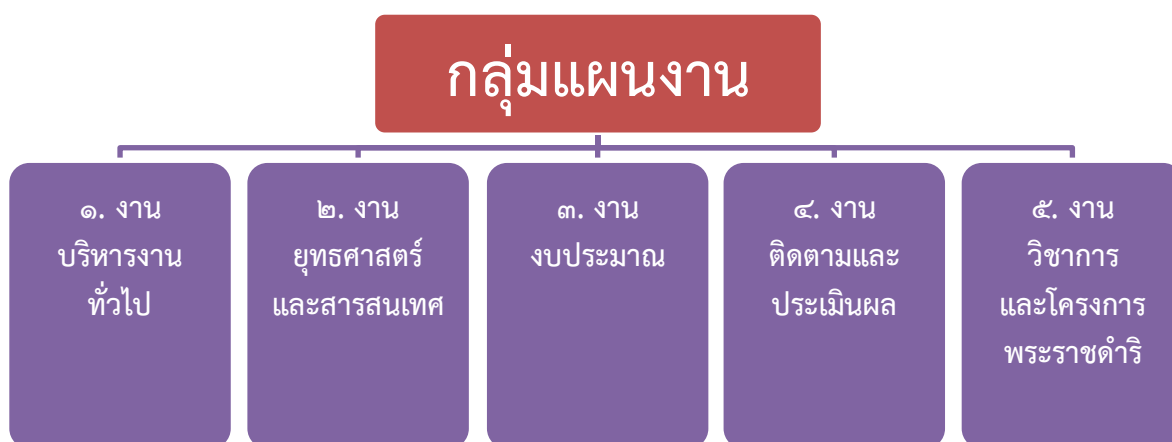 กลุ่มแผนงาน
๑. งาน
บริหารงาน
ทั่วไป
๒. งาน
ยุทธศาสตร์
และสารสนเทศ
๓. งาน
งบประมาณ
๔. งาน
ติดตามและ
ประเมินผล
๕. งาน
วิชาการ
และโครงการ
พระราชดำริ